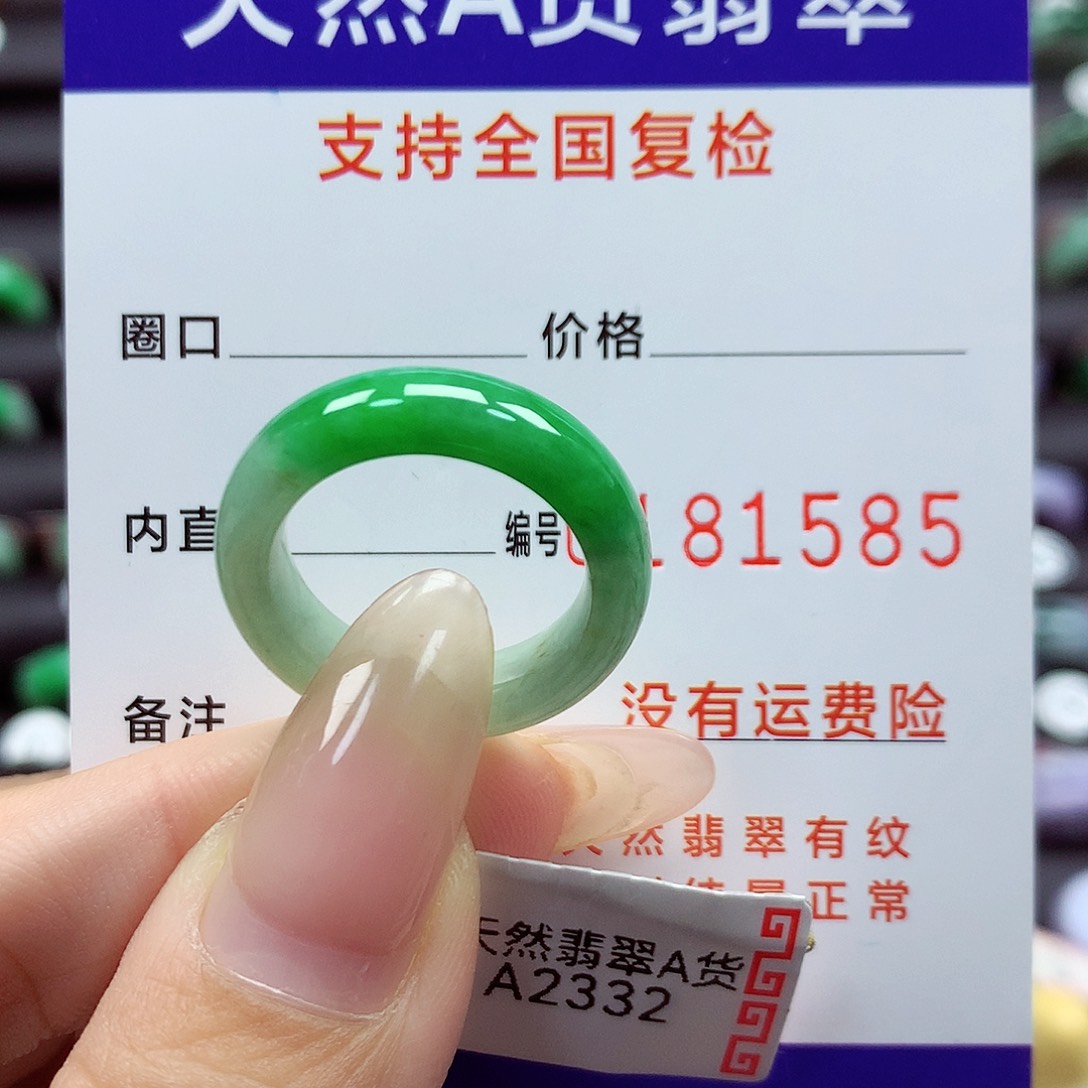 天然A货翡翠
支持全国复检
圈口 价格
内直 编号 181585
备注 没有运费险
然翡翠有纹
正常
天然翡翠A货
A2332